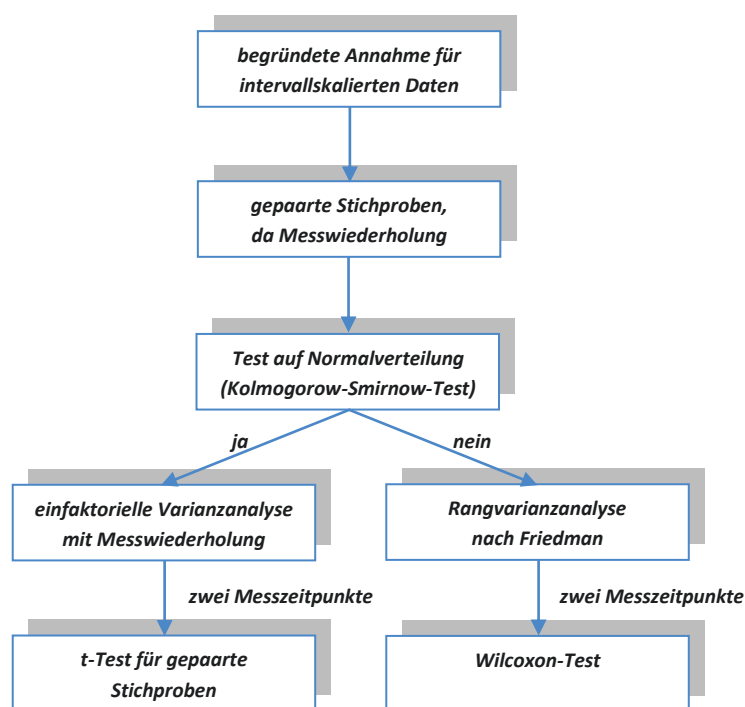 begründete Annahme für
intervallskalierten Daten
gepaarte Stichproben,
da Messwiederholung
Test auf Normalverteilung
(Kolmogorow-Smirnow-Test)
ja
nein
einfaktorielle Varianzanalyse
mit Messwiederholung
Rangvarianzanalyse
nach Friedman
zwei Messzeitpunkte
zwei Messzeitpunkte
t-Test für gepaarte
Stichproben
Wilcoxon-Test